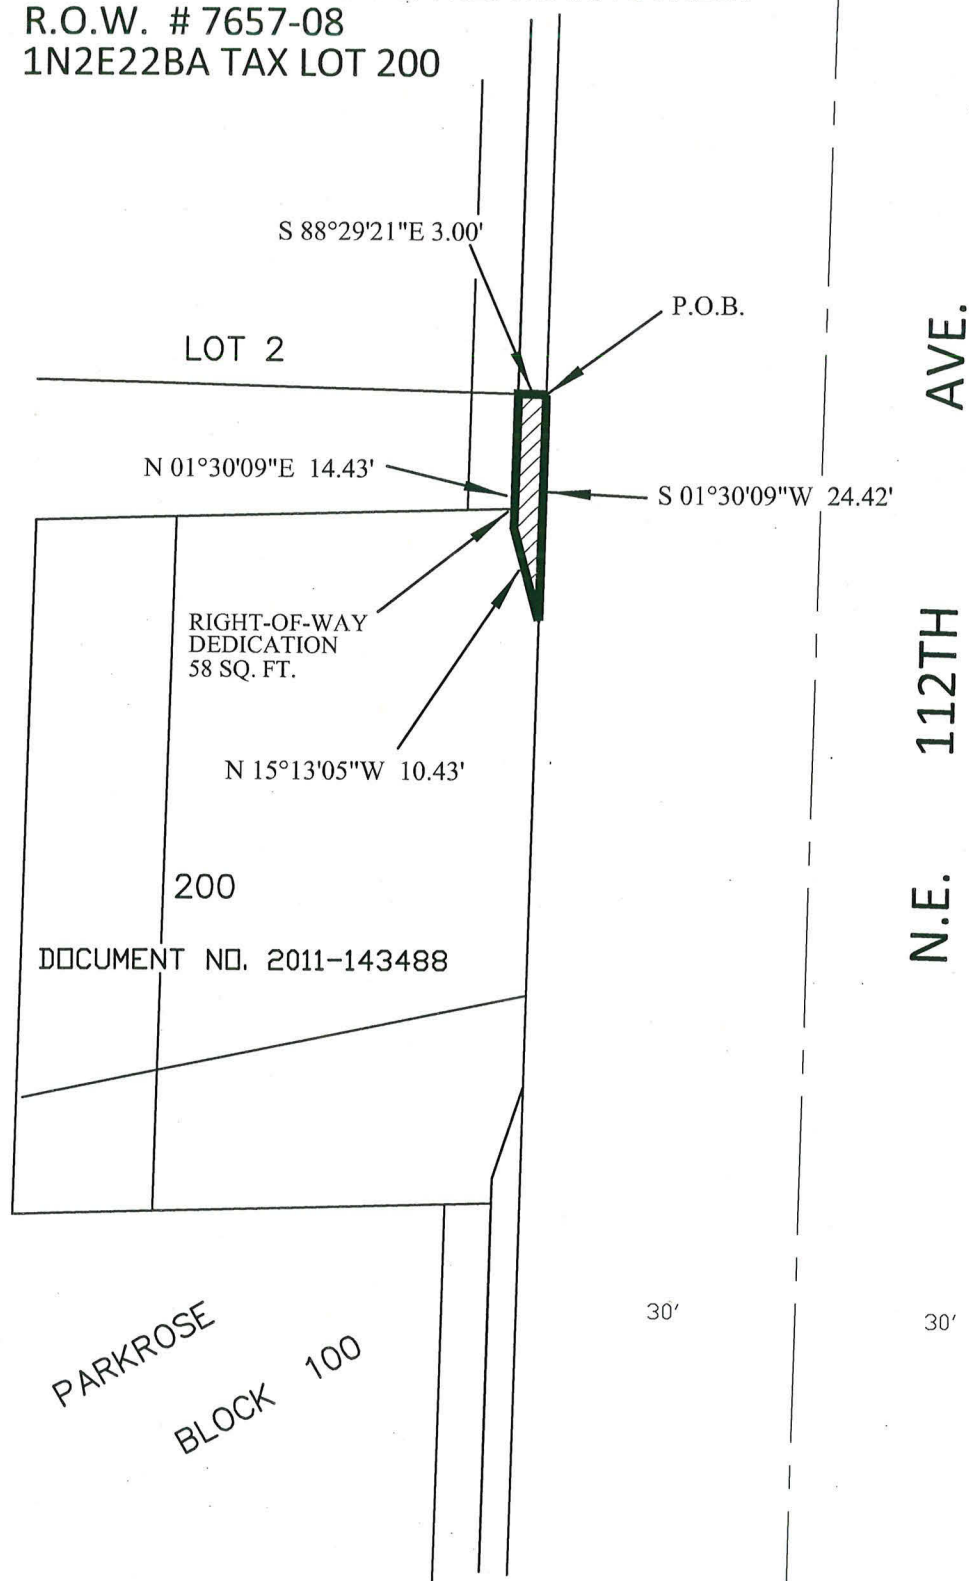 R.O.W. # 7657-08
1N2E22BA TAX LOT 200
S 88°29'21"E 3.00'
P.O.B.
LOT 2
N 01°30'09"E 14.43'
S 01°30'09"W 24.42'
RIGHT-OF-WAY
DEDICATION
58 SQ. FT.
N 15°13'05"W 10.43'
200
DOCUMENT NO. 2011-143488
N.E. 112TH AVE.
30'
30'
PARKROSE
BLOCK 100